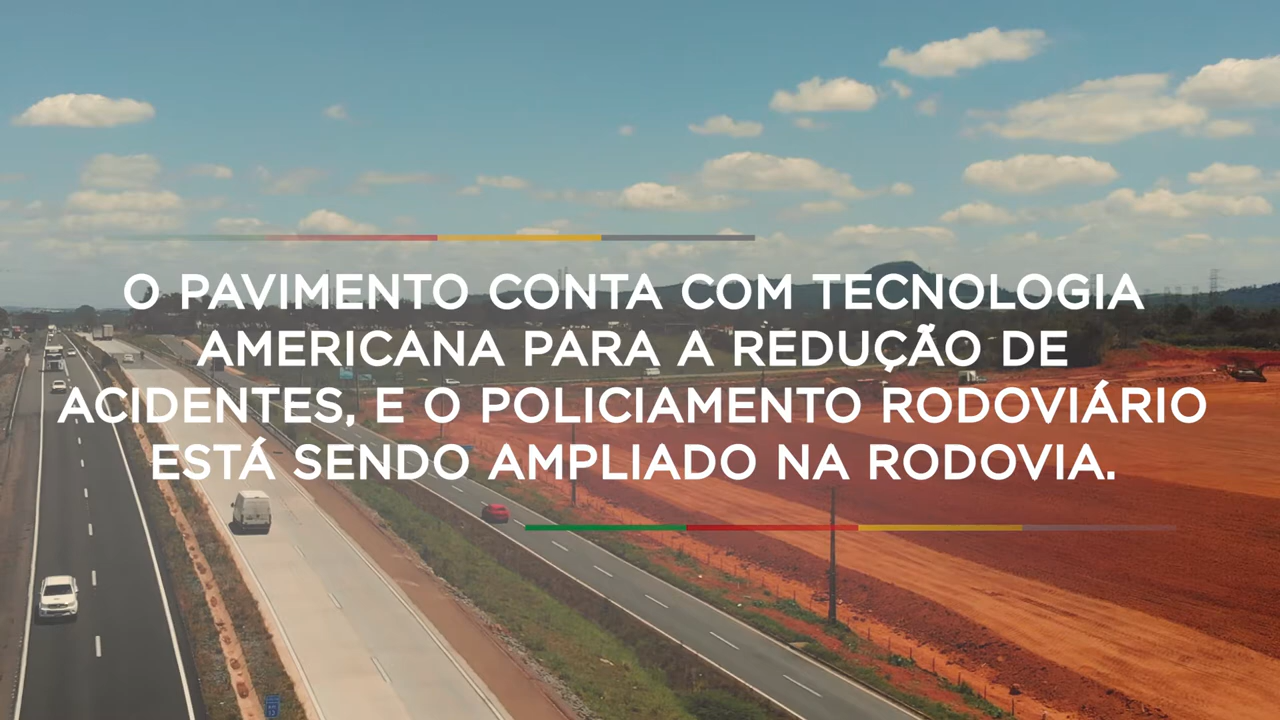 O PAVIMENTO CONTA COM TECNOLOGIA
AMERICANA PARA A REDUÇÃO DE
ACIDENTES, E O POLICIAMENTO RODOVIÁRIO
ESTÁ SENDO AMPLIADO NA RODOVIA.